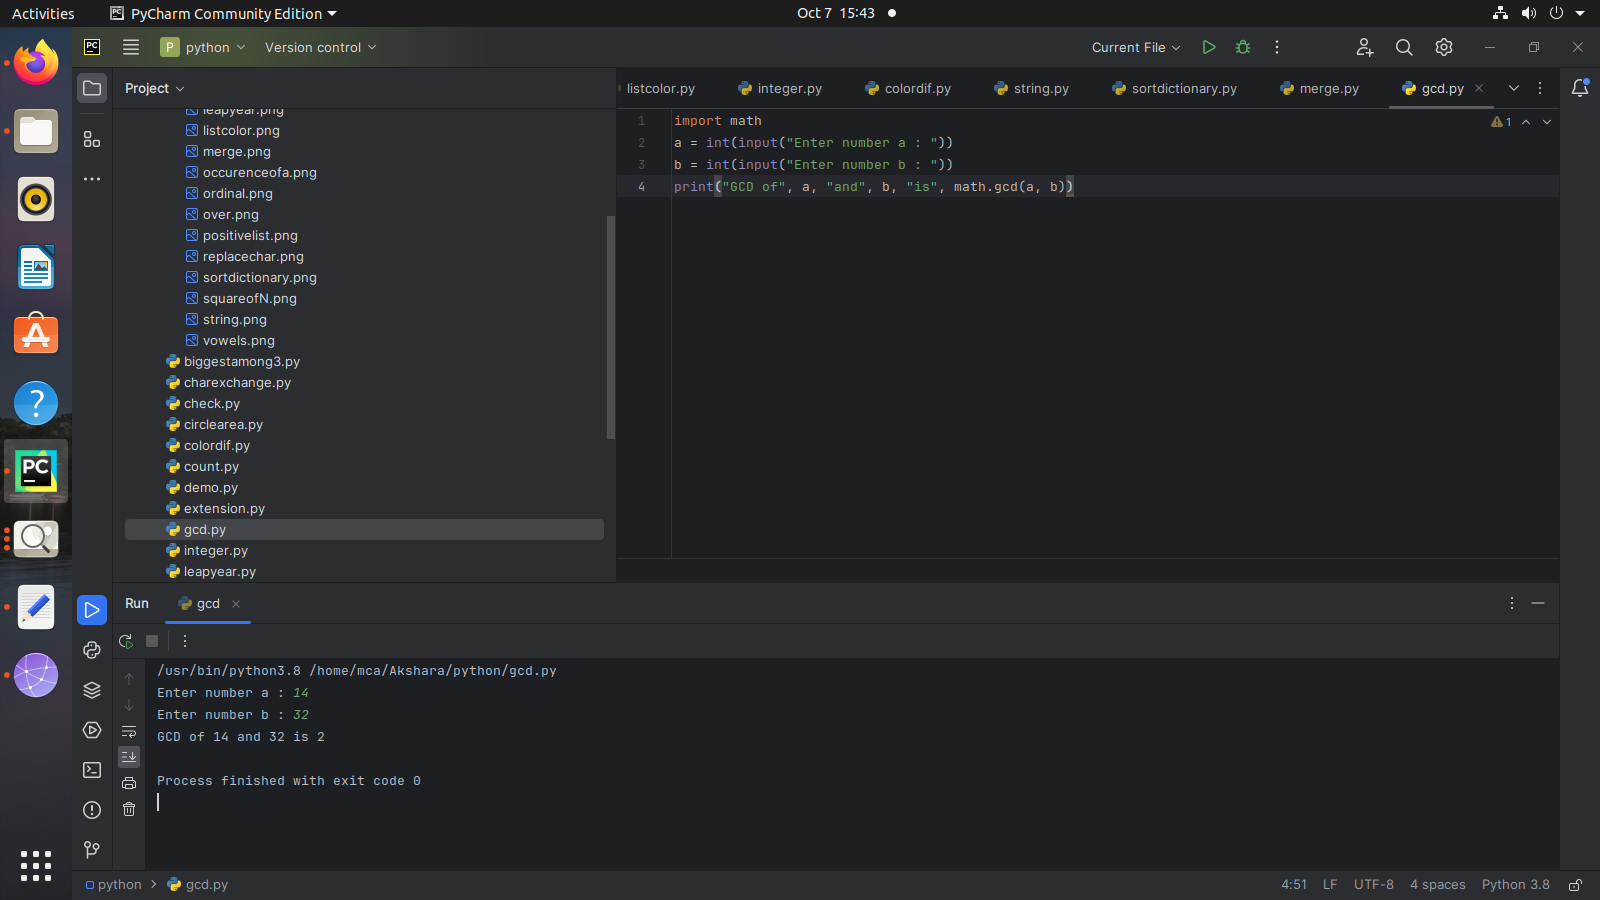 Activities PyCharm Community Edition Oct 7 15:43
PC P python Version control Current File
Project
listcolor.py integer.py colordif.py string.py sortdictionary.py merge.py gcd.py
leapyear.png
listcolor.png
merge.png
occurenceofa.png
ordinal.png
over.png
positivelist.png
replacechar.png
sortdictionary.png
squareofN.png
string.png
vowels.png
biggestamong3.py
charexchange.py
check.py
circlearea.py
colordif.py
count.py
demo.py
extension.py
gcd.py
integer.py
leapyear.py
1 import math
2 a = int(input("Enter number a : "))
3 b = int(input("Enter number b : "))
4 print("GCD of", a, "and", b, "is", math.gcd(a, b))
1
PC
Run gcd
/usr/bin/python3.8 /home/mca/Akshara/python/gcd.py
Enter number a : 14
Enter number b : 32
GCD of 14 and 32 is 2
Process finished with exit code 0
python gcd.py 4:51 LF UTF-8 4 spaces Python 3.8